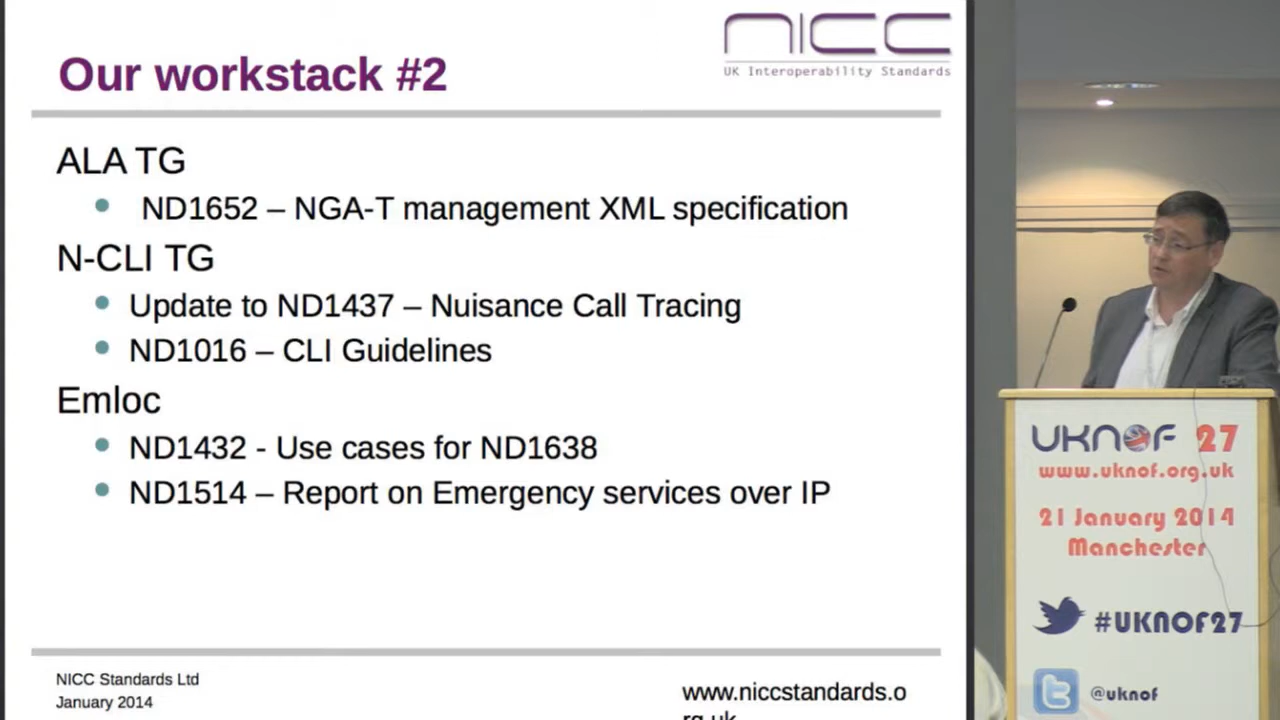 nicc
UK Interoperability Standards
Our workstack #2
ALA TG
ND1652 – NGA-T management XML specification
N-CLI TG
Update to ND1437 – Nuisance Call Tracing
ND1016 – CLI Guidelines
Emloc
ND1432 - Use cases for ND1638
ND1514 – Report on Emergency services over IP
NICC Standards Ltd
January 2014
www.niccstandards.o
rg.uk
UKNOF 27
www.uknof.org.uk
21 January 2014
Manchester
#UKNOF27
@uknof